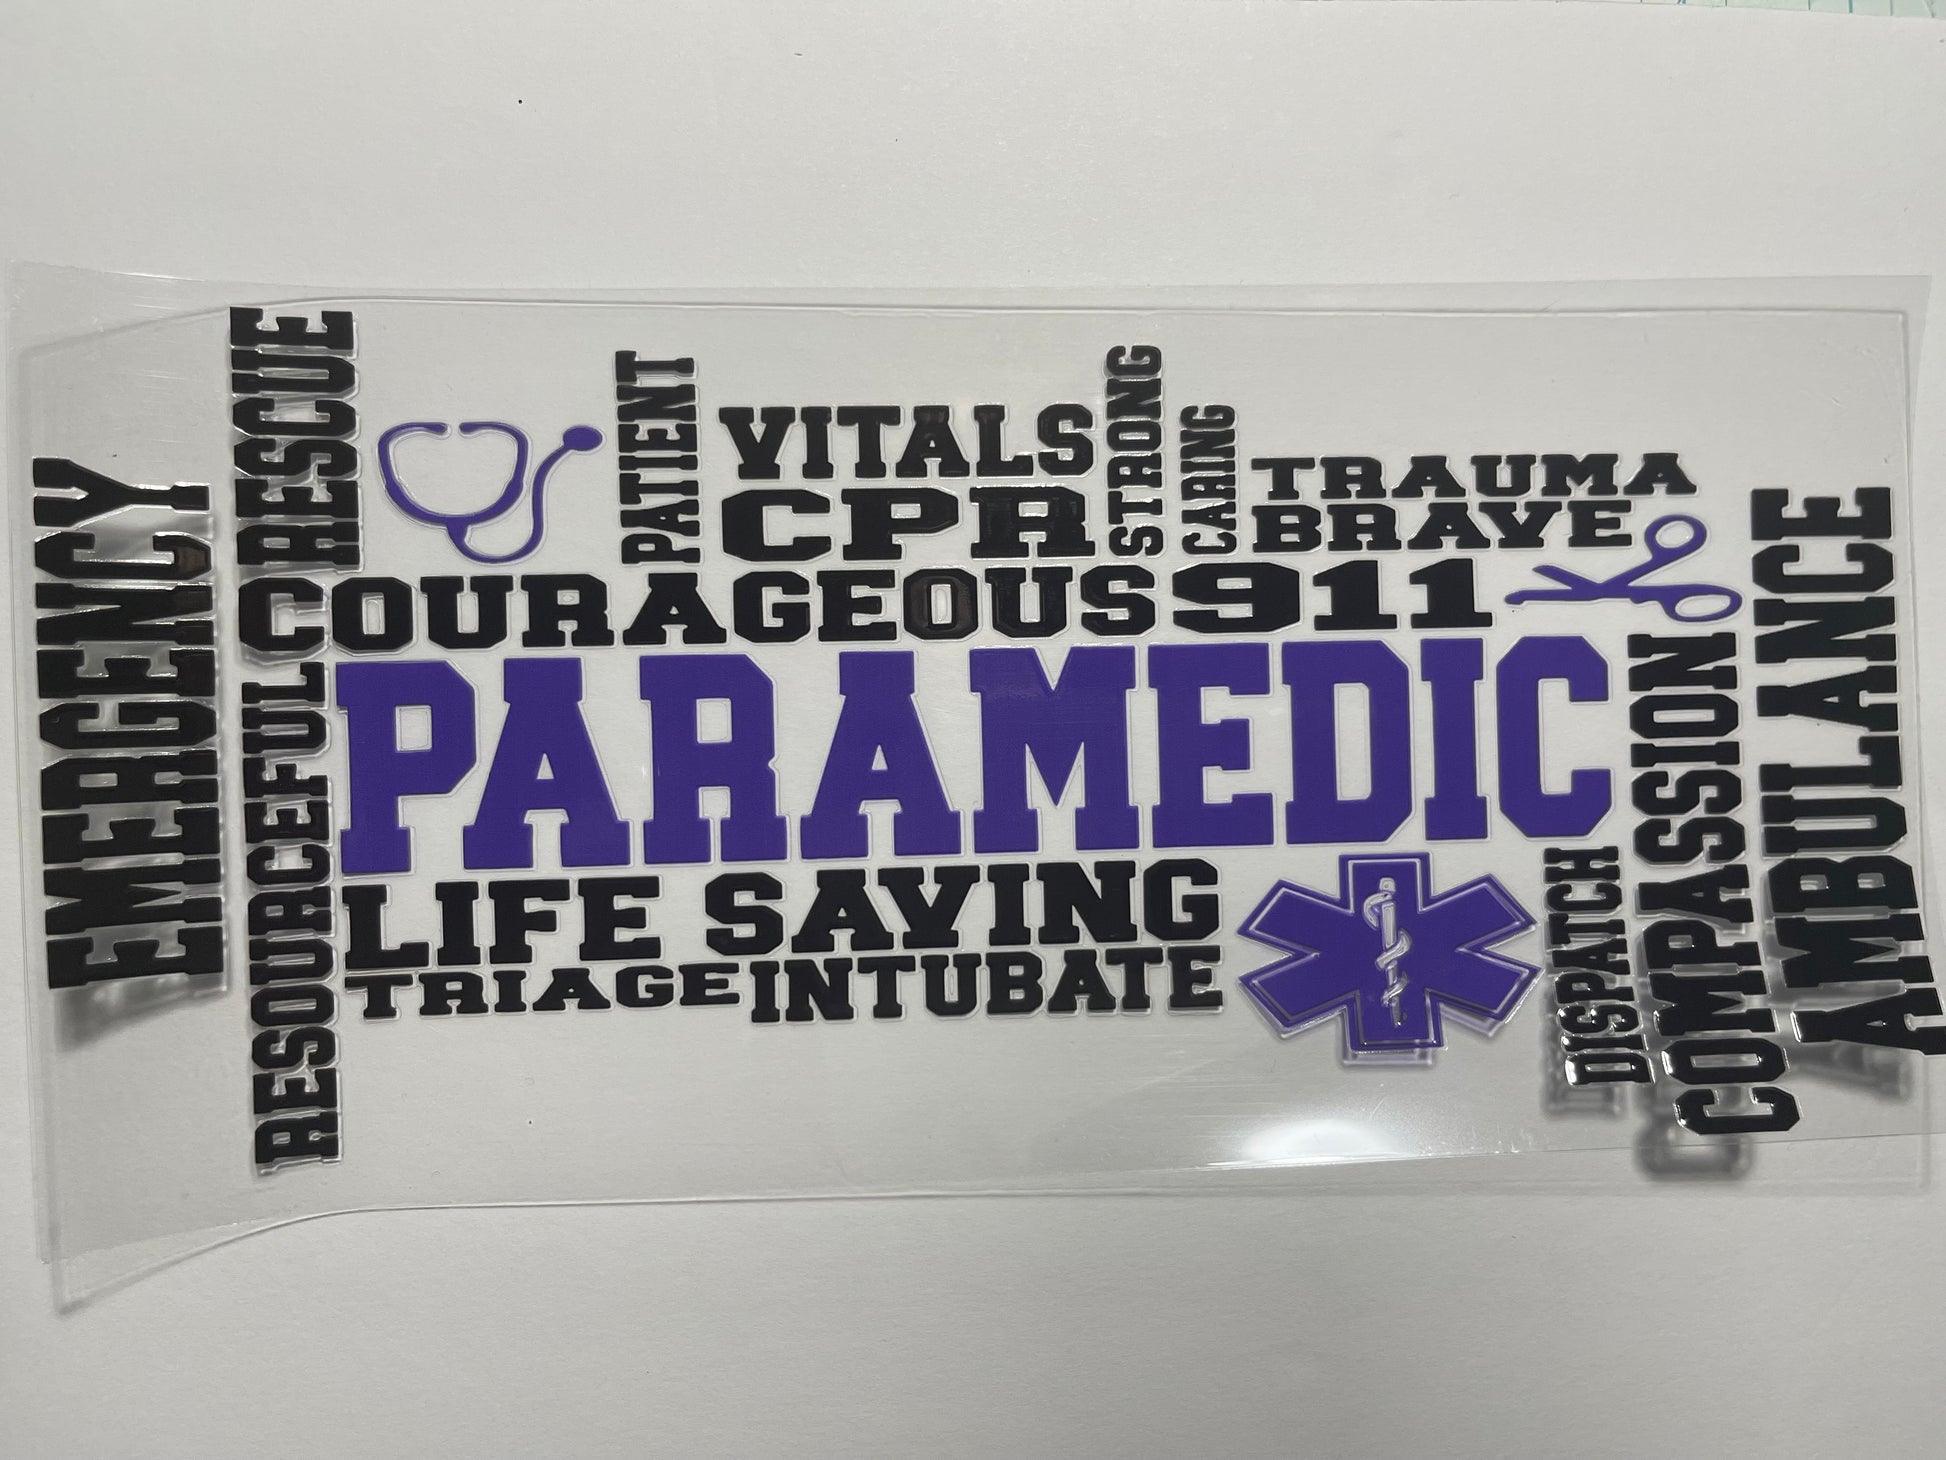 EMERGENCY
RESCUE
RESOURCEFUL
PATIENT
VITALS
CPR
STRONG
CARING
TRAUMA
BRAVE
COURAGEOUS 911
PARAMEDIC
LIFE SAVING
TRIAGE INTUBATE
DISPATCH
COMPASSION
AMBULANCE